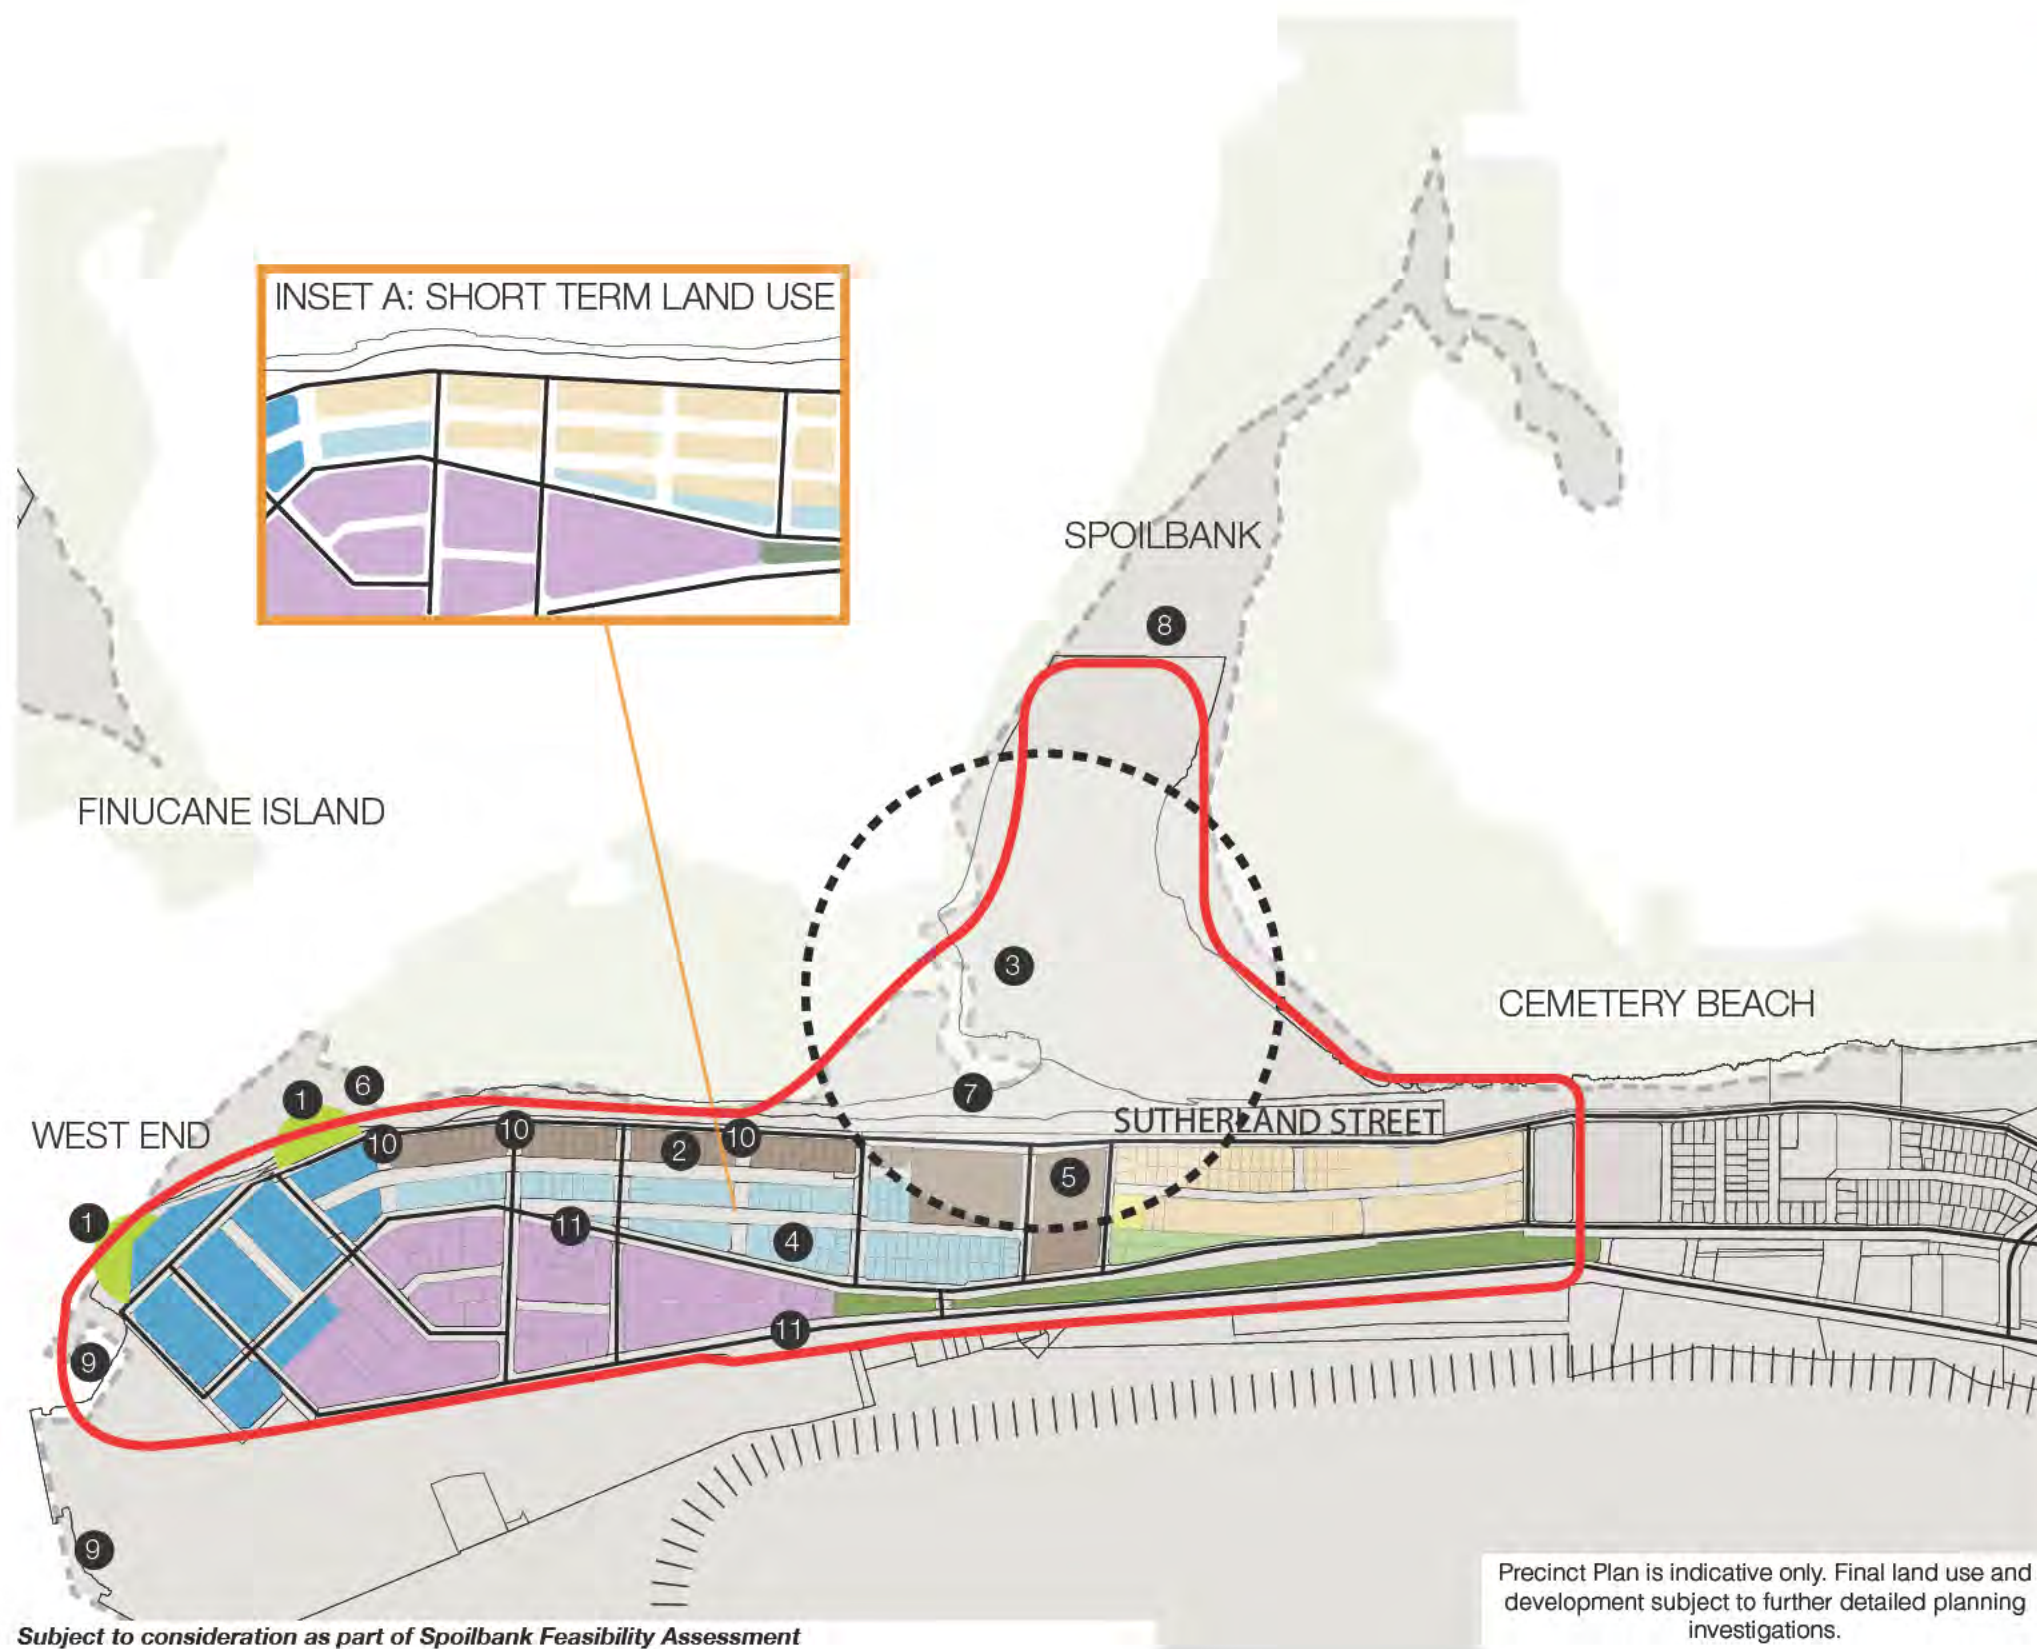 INSET A: SHORT TERM LAND USE
SPOILBANK
8
FINUCANE ISLAND
3
CEMETERY BEACH
1
6
7
WEST END
SUTHERLAND STREET
10
10
10
2
5
1
11
4
11
9
9
Precinct Plan is indicative only. Final land use and
development subject to further detailed planning
investigations.
Subject to consideration as part of Spoilbank Feasibility Assessment